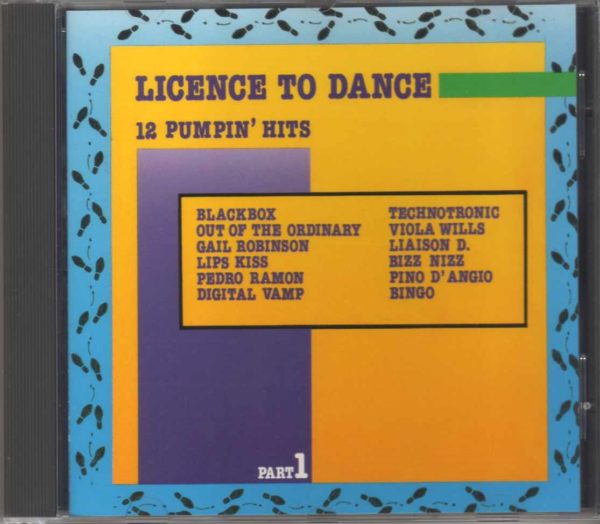 LICENCE TO DANCE
12 PUMPIN' HITS
BLACKBOX
OUT OF THE ORDINARY
GAIL ROBINSON
LIPS KISS
PEDRO RAMON
DIGITAL VAMP
TECHNOTRONIC
VIOLA WILLS
LIAISON D.
BIZZ NIZZ
PINO D'ANGIO
BINGO
PART 1